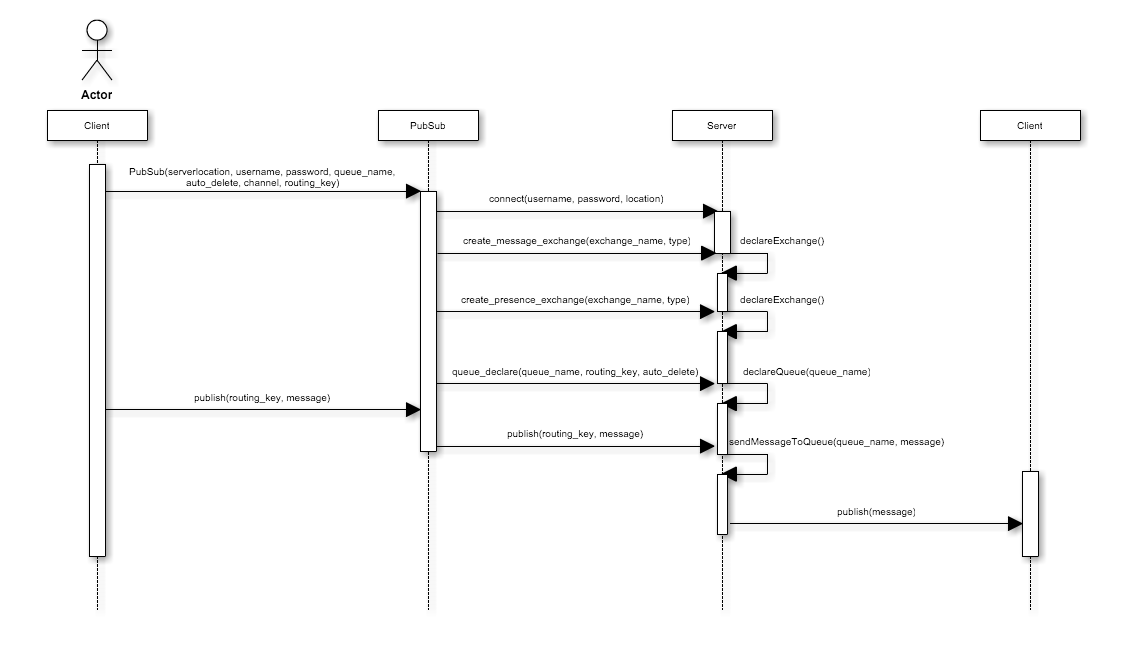 Actor
Client
PubSub
Server
Client
PubSub(serverlocation, username, password, queue_name,
auto_delete, channel, routing_key)
connect(username, password, location)
create_message_exchange(exchange_name, type)
declareExchange()
create_presence_exchange(exchange_name, type)
declareExchange()
queue_declare(queue_name, routing_key, auto_delete)
declareQueue(queue_name)
publish(routing_key, message)
publish(routing_key, message)
sendMessageToQueue(queue_name, message)
publish(message)